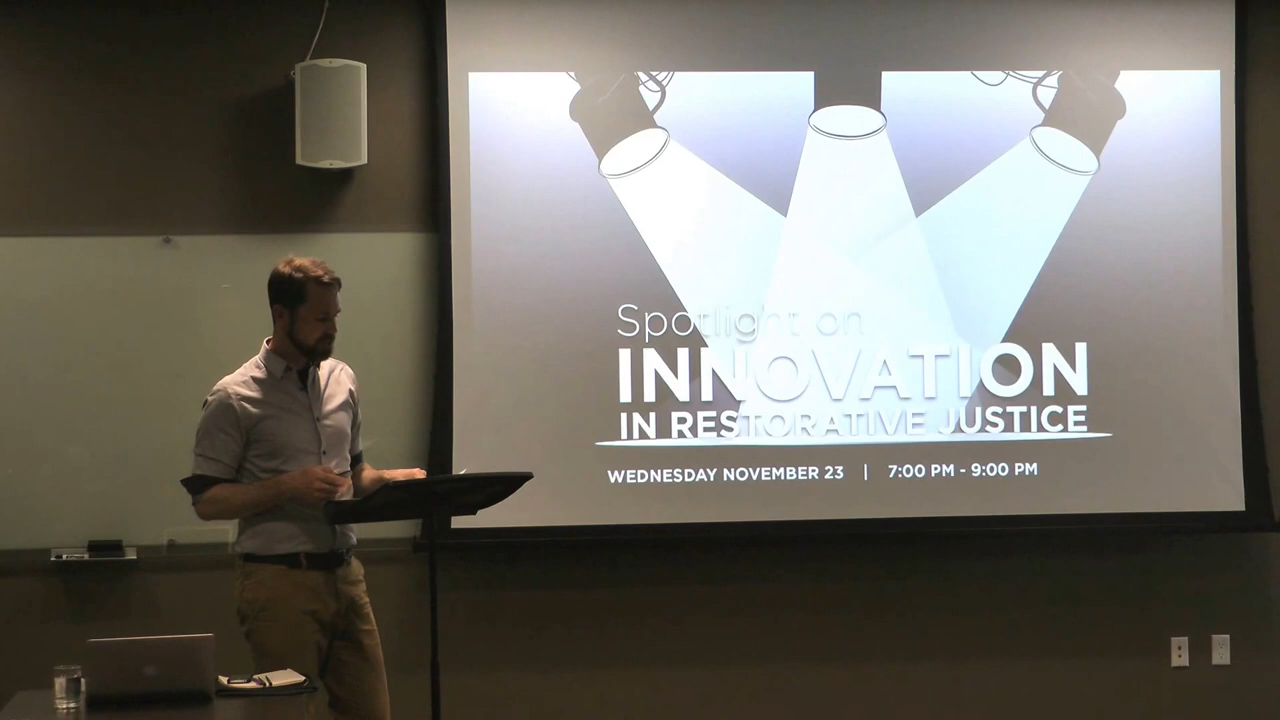 Spotlight on
INNOVATION
IN RESTORATIVE JUSTICE
WEDNESDAY NOVEMBER 23 | 7:00 PM - 9:00 PM